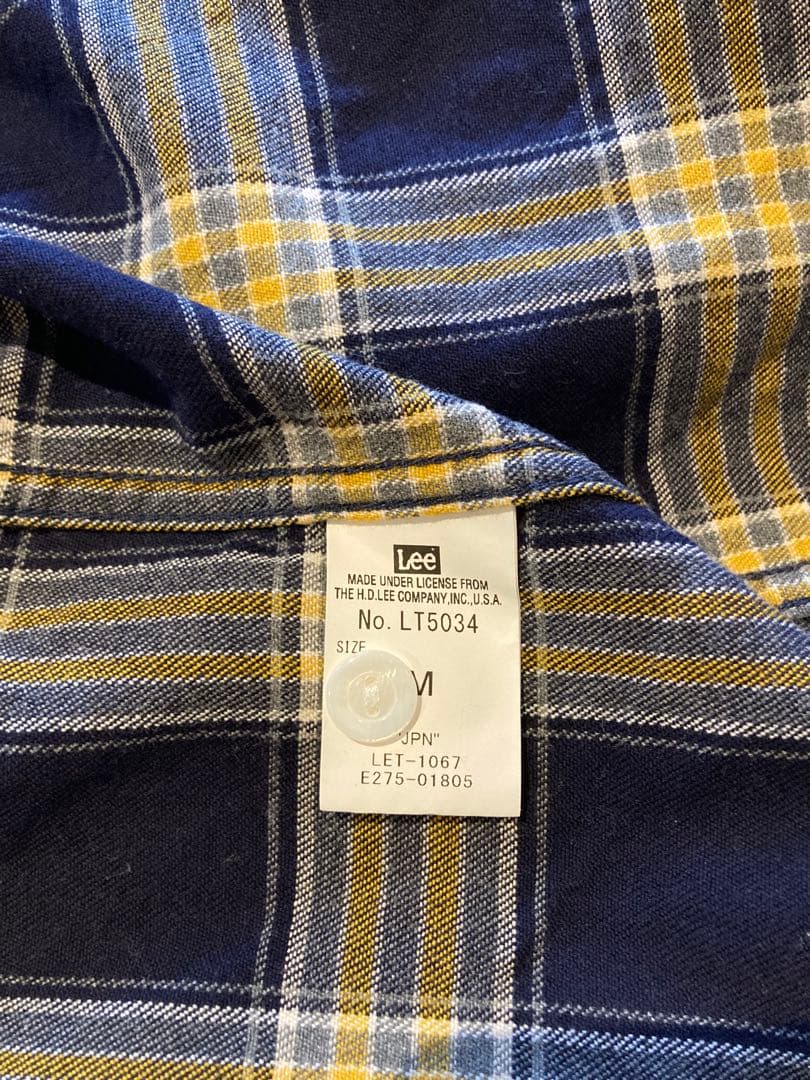 Lee
MADE UNDER LICENSE FROM
THE H.D.LEE COMPANY,INC.,U.S.A.
No. LT5034
SIZE
M
"JPN"
LET-1067
E275-01805